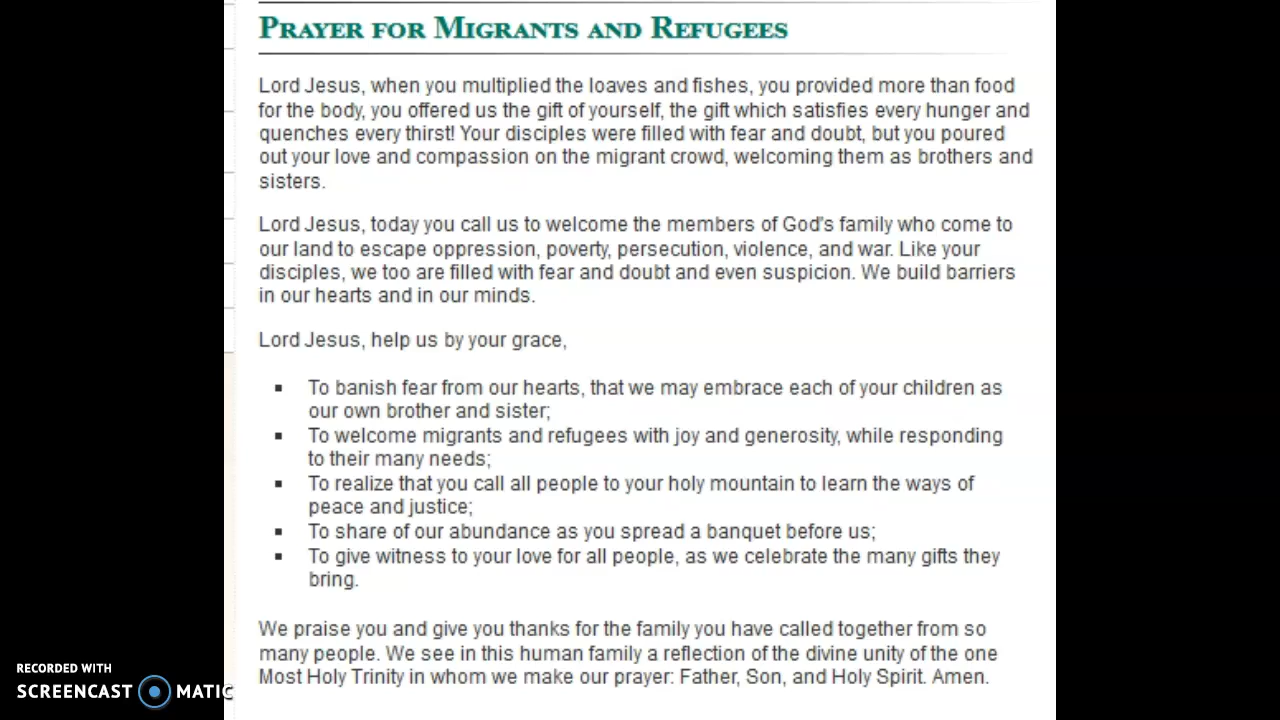 PRAYER FOR MIGRANTS AND REFUGEES
Lord Jesus, when you multiplied the loaves and fishes, you provided more than food
for the body, you offered us the gift of yourself, the gift which satisfies every hunger and
quenches every thirst! Your disciples were filled with fear and doubt, but you poured
out your love and compassion on the migrant crowd, welcoming them as brothers and
sisters.
Lord Jesus, today you call us to welcome the members of God's family who come to
our land to escape oppression, poverty, persecution, violence, and war. Like your
disciples, we too are filled with fear and doubt and even suspicion. We build barriers
in our hearts and in our minds.
Lord Jesus, help us by your grace,
▪ To banish fear from our hearts, that we may embrace each of your children as
our own brother and sister;
▪ To welcome migrants and refugees with joy and generosity, while responding
to their many needs;
▪ To realize that you call all people to your holy mountain to learn the ways of
peace and justice;
▪ To share of our abundance as you spread a banquet before us;
▪ To give witness to your love for all people, as we celebrate the many gifts they
bring.
We praise you and give you thanks for the family you have called together from so
many people. We see in this human family a reflection of the divine unity of the one
Most Holy Trinity in whom we make our prayer: Father, Son, and Holy Spirit. Amen.
RECORDED WITH
SCREENCAST MATIC